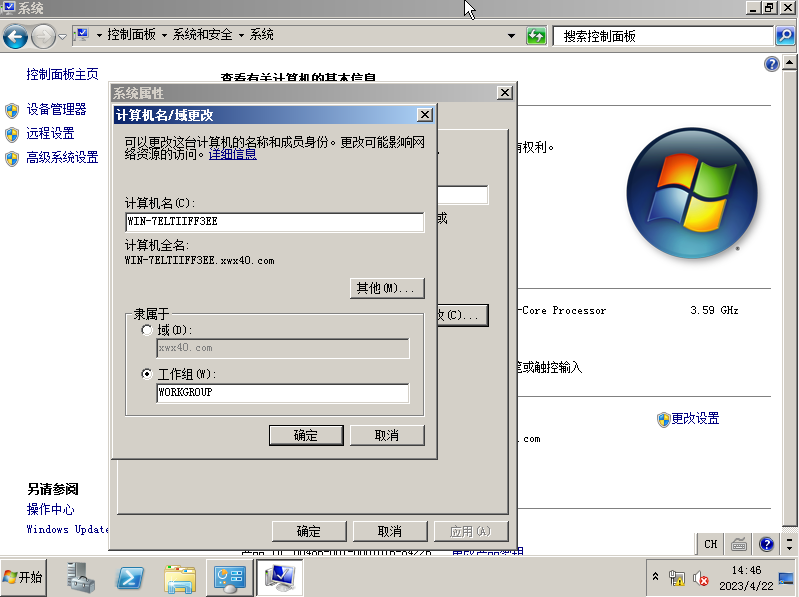 系统
控制面板 系统和安全 系统
搜索控制面板
控制面板主页
设备管理器
远程设置
高级系统设置
另请参阅
操作中心
Windows Update
查看有关计算机的基本信息
系统属性
计算机名/域更改
可以更改这台计算机的名称和成员身份。更改可能影响网
络资源的访问。详细信息
计算机名(C):
WIN-7ELTIIFF3EE
计算机全名:
WIN-7ELTIIFF3EE.xwx40.com
其他(M)...
隶属于
域(D):
xwx40.com
工作组(W):
WORKGROUP
确定 取消
或
改(C)...
确定 取消 应用(A)
有权利。
-Core Processor 3.59 GHz
笔或触控输入
更改设置
.com
更改产品密钥
CH
开始
14:46
2023/4/22